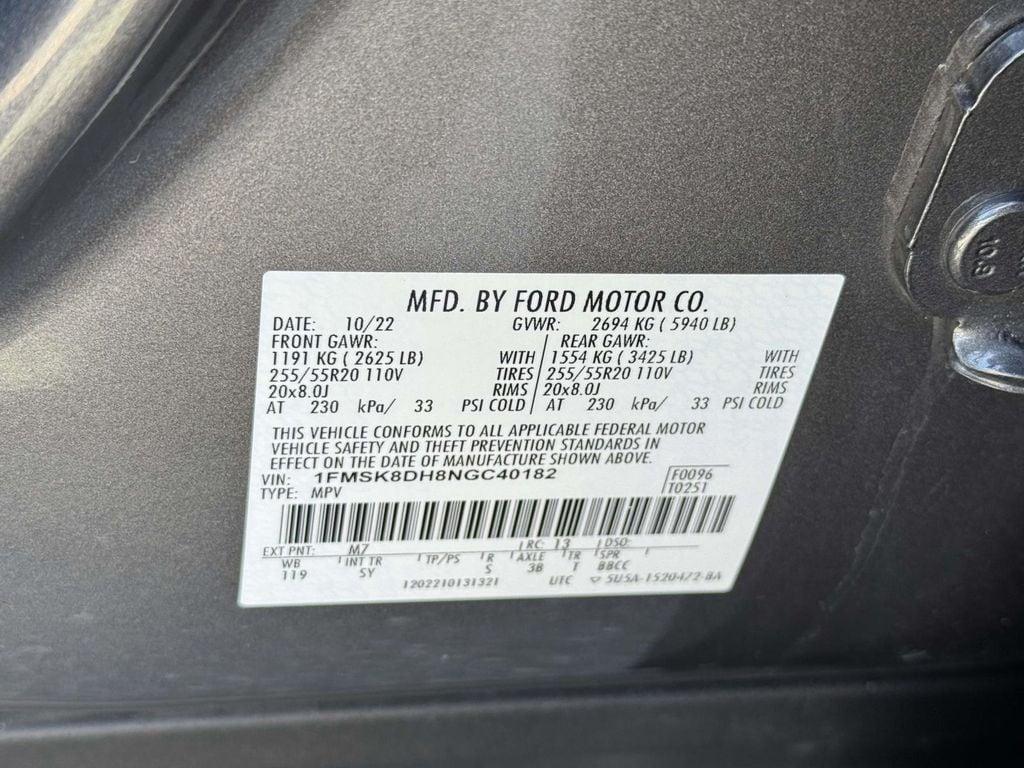 MFD. BY FORD MOTOR CO.
DATE: 10/22 GVWR: 2694 KG ( 5940 LB)
FRONT GAWR: REAR GAWR:
1191 KG ( 2625 LB) WITH 1554 KG ( 3425 LB) WITH
255/55R20 110V TIRES 255/55R20 110V TIRES
20x8.0J RIMS 20x8.0J RIMS
AT 230 kPa/ 33 PSI COLD AT 230 kPa/ 33 PSI COLD
THIS VEHICLE CONFORMS TO ALL APPLICABLE FEDERAL MOTOR
VEHICLE SAFETY AND THEFT PREVENTION STANDARDS IN
EFFECT ON THE DATE OF MANUFACTURE SHOWN ABOVE.
VIN: 1FMSK8DH8NGC40182 F0096
TYPE: MPV T0251
EXT PNT: M7 RC: 13 DSO:
WB INT TR TP/PS R AXLE TR SPR
119 SY S 3B T BBCC
1202210131321 UTC 5U5A-1520472-BA
10.9